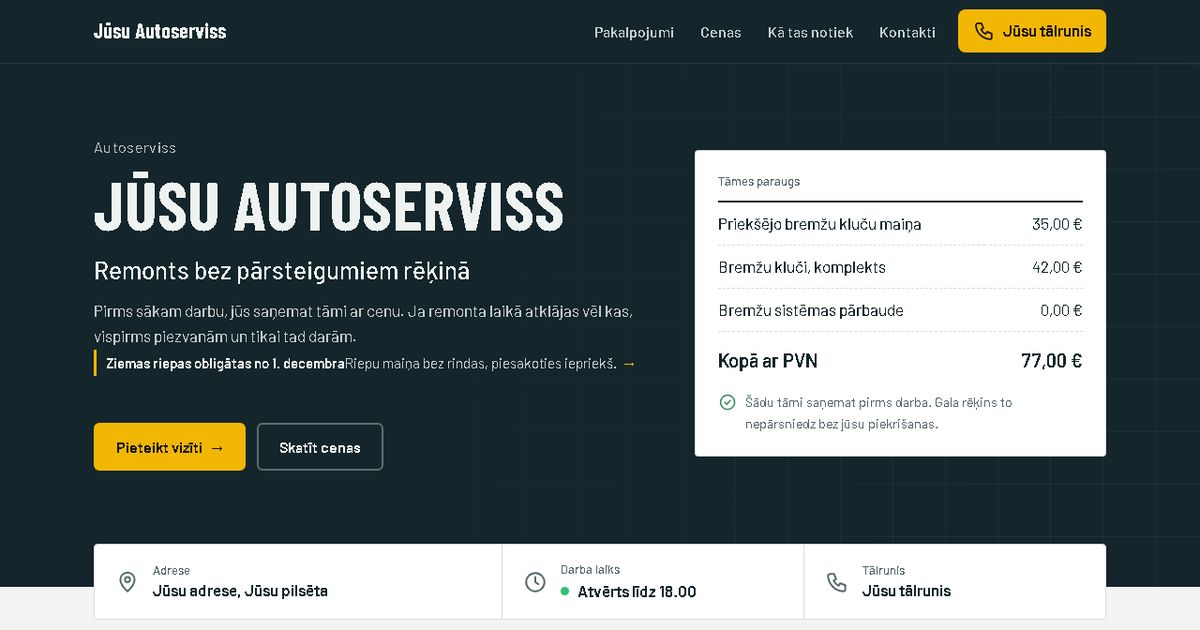 Jūsu Autoserviss
Pakalpojumi
Cenas
Kā tas notiek
Kontakti
Jūsu tālrunis
Autoserviss
JŪSU AUTOSERVISS
Remonts bez pārsteigumiem rēķinā
Pirms sākam darbu, jūs saņemat tāmi ar cenu. Ja remonta laikā atklājas vēl kas,
vispirms piezvanām un tikai tad darām.
Ziemas riepas obligātas no 1. decembraRiepu maiņa bez rindas, piesakoties iepriekš. →
Pieteikt vizīti →
Skatīt cenas
Tāmes paraugs
Priekšējo bremžu kluču maiņa 35,00 €
Bremžu kluči, komplekts 42,00 €
Bremžu sistēmas pārbaude 0,00 €
Kopā ar PVN 77,00 €
Šādu tāmi saņemat pirms darba. Gala rēķins to
nepārsniedz bez jūsu piekrišanas.
Adrese
Jūsu adrese, Jūsu pilsēta
Darba laiks
Atvērts līdz 18.00
Tālrunis
Jūsu tālrunis